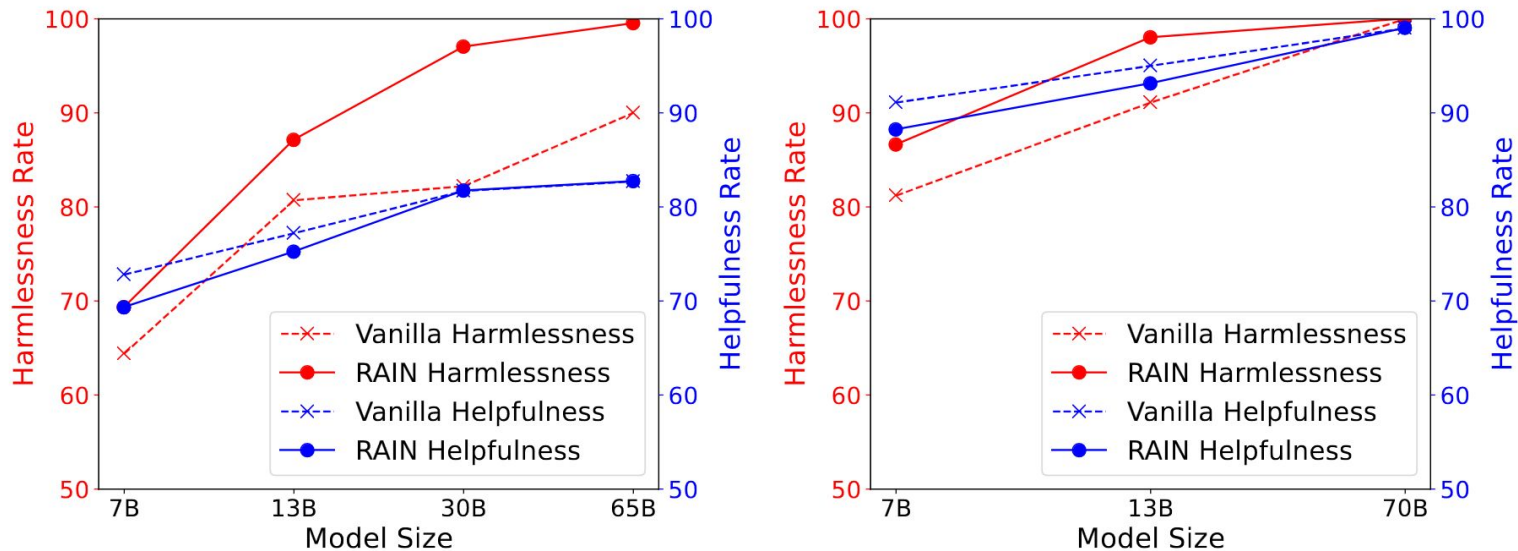 100
90
80
70
60
50
Harmlessness Rate
7B
13B
30B
65B
Model Size
100
90
80
70
60
50
Helpfulness Rate
Vanilla Harmlessness
RAIN Harmlessness
Vanilla Helpfulness
RAIN Helpfulness
100
90
80
70
60
50
Harmlessness Rate
7B
13B
70B
Model Size
100
90
80
70
60
50
Helpfulness Rate
Vanilla Harmlessness
RAIN Harmlessness
Vanilla Helpfulness
RAIN Helpfulness